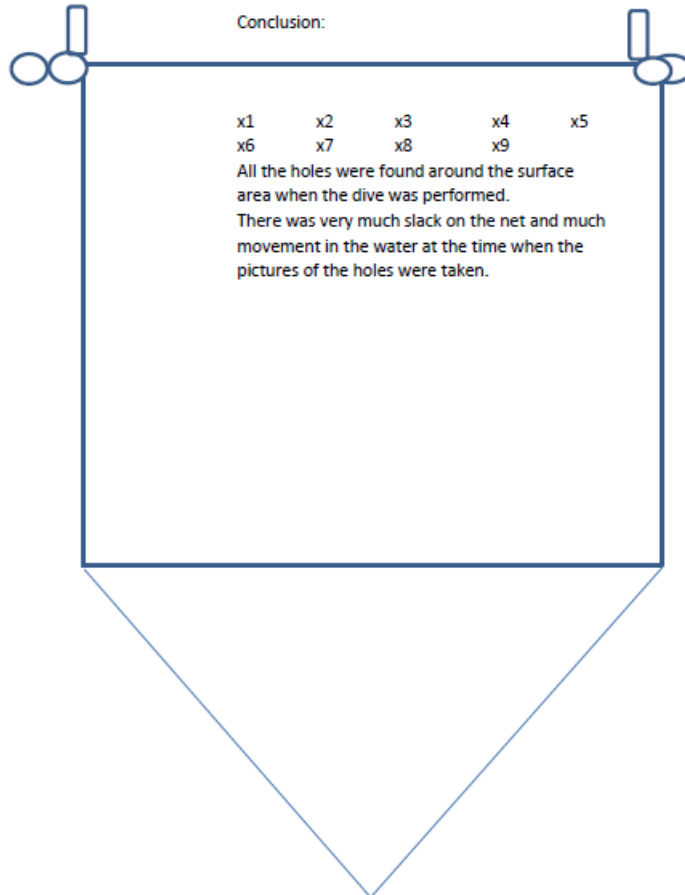 Conclusion:
x1 x2 x3 x4 x5
x6 x7 x8 x9
All the holes were found around the surface
area when the dive was performed.
There was very much slack on the net and much
movement in the water at the time when the
pictures of the holes were taken.